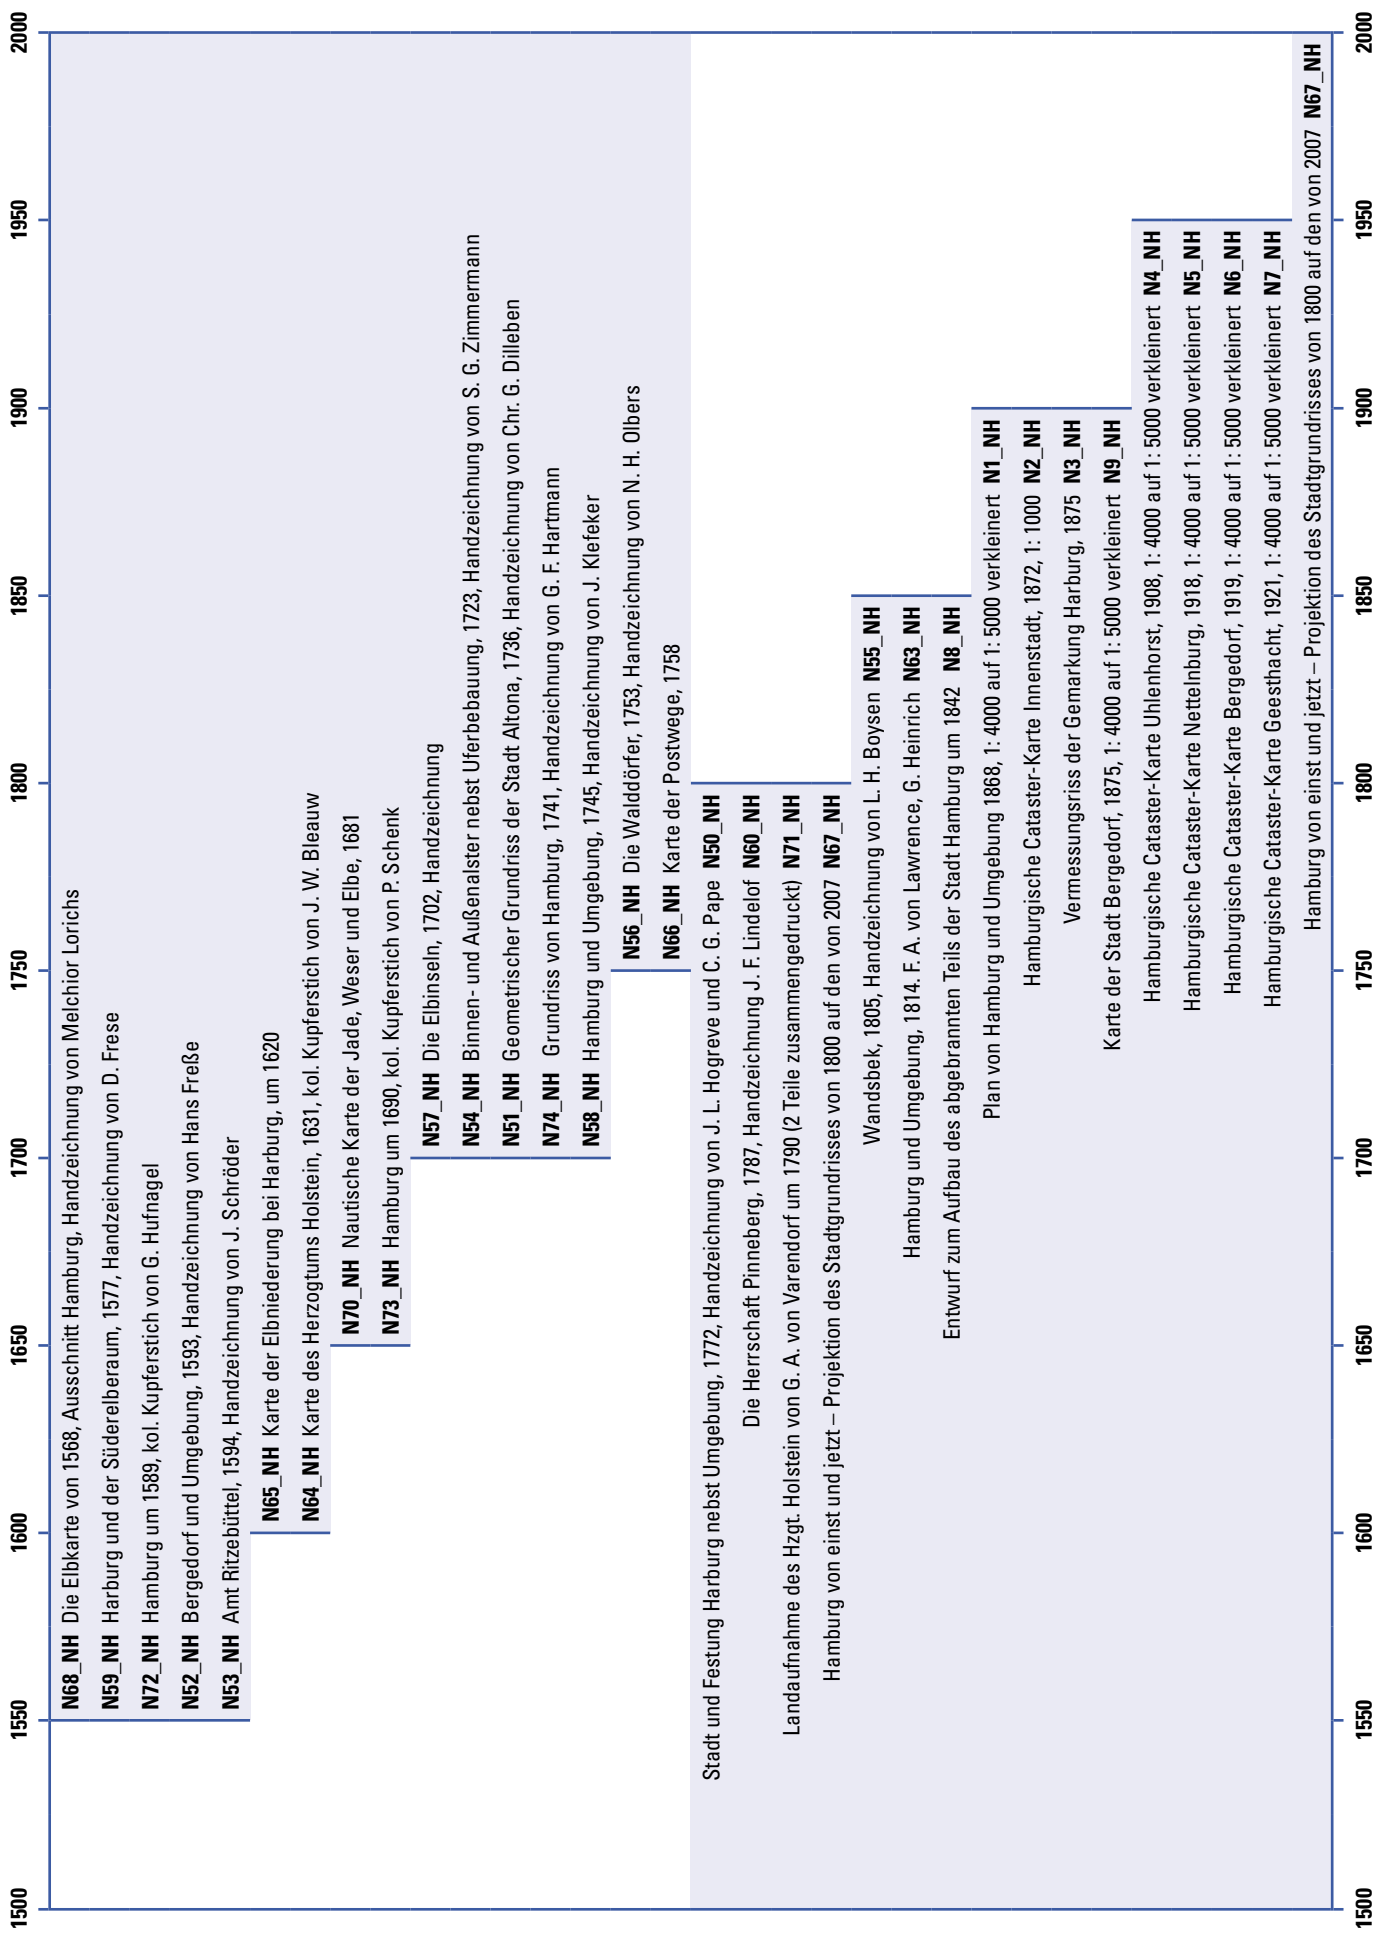 1500 1550 1600 1650 1700 1750 1800 1850 1900 1950 2000
N68_NH Die Elbkarte von 1568, Ausschnitt Hamburg, Handzeichnung von Melchior Lorichs
N59_NH Harburg und der Süderelberaum, 1577, Handzeichnung von D. Frese
N72_NH Hamburg um 1589, kol. Kupferstich von G. Hufnagel
N52_NH Bergedorf und Umgebung, 1593, Handzeichnung von Hans Freße
N53_NH Amt Ritzebüttel, 1594, Handzeichnung von J. Schröder
N65_NH Karte der Elbniederung bei Harburg, um 1620
N64_NH Karte des Herzogtums Holstein, 1631, kol. Kupferstich von J. W. Bleauw
N70_NH Nautische Karte der Jade, Weser und Elbe, 1681
N73_NH Hamburg um 1690, kol. Kupferstich von P. Schenk
N57_NH Die Elbinseln, 1702, Handzeichnung
N54_NH Binnen- und Außenalster nebst Uferbebauung, 1723, Handzeichnung von S. G. Zimmermann
N51_NH Geometrischer Grundriss der Stadt Altona, 1736, Handzeichnung von Chr. G. Dilleben
N74_NH Grundriss von Hamburg, 1741, Handzeichnung von G. F. Hartmann
N58_NH Hamburg und Umgebung, 1745, Handzeichnung von J. Klefeker
N56_NH Die Walddörfer, 1753, Handzeichnung von N. H. Olbers
N66_NH Karte der Postwege, 1758
Stadt und Festung Harburg nebst Umgebung, 1772, Handzeichnung von J. L. Hogreve und C. G. Pape N50_NH
Die Herrschaft Pinneberg, 1787, Handzeichnung J. F. Lindelof N60_NH
Landaufnahme des Hzgt. Holstein von G. A. von Varendorf um 1790 (2 Teile zusammengedruckt) N71_NH
Hamburg von einst und jetzt – Projektion des Stadtgrundrisses von 1800 auf den von 2007 N67_NH
Wandsbek, 1805, Handzeichnung von L. H. Boysen N55_NH
Hamburg und Umgebung, 1814. F. A. von Lawrence, G. Heinrich N63_NH
Entwurf zum Aufbau des abgebrannten Teils der Stadt Hamburg um 1842 N8_NH
Plan von Hamburg und Umgebung 1868, 1: 4000 auf 1: 5000 verkleinert N1_NH
Hamburgische Cataster-Karte Innenstadt, 1872, 1: 1000 N2_NH
Vermessungsriss der Gemarkung Harburg, 1875 N3_NH
Karte der Stadt Bergedorf, 1875, 1: 4000 auf 1: 5000 verkleinert N9_NH
Hamburgische Cataster-Karte Uhlenhorst, 1908, 1: 4000 auf 1: 5000 verkleinert N4_NH
Hamburgische Cataster-Karte Nettelnburg, 1918, 1: 4000 auf 1: 5000 verkleinert N5_NH
Hamburgische Cataster-Karte Bergedorf, 1919, 1: 4000 auf 1: 5000 verkleinert N6_NH
Hamburgische Cataster-Karte Geesthacht, 1921, 1: 4000 auf 1: 5000 verkleinert N7_NH
Hamburg von einst und jetzt – Projektion des Stadtgrundrisses von 1800 auf den von 2007 N67_NH
1500 1550 1600 1650 1700 1750 1800 1850 1900 1950 2000